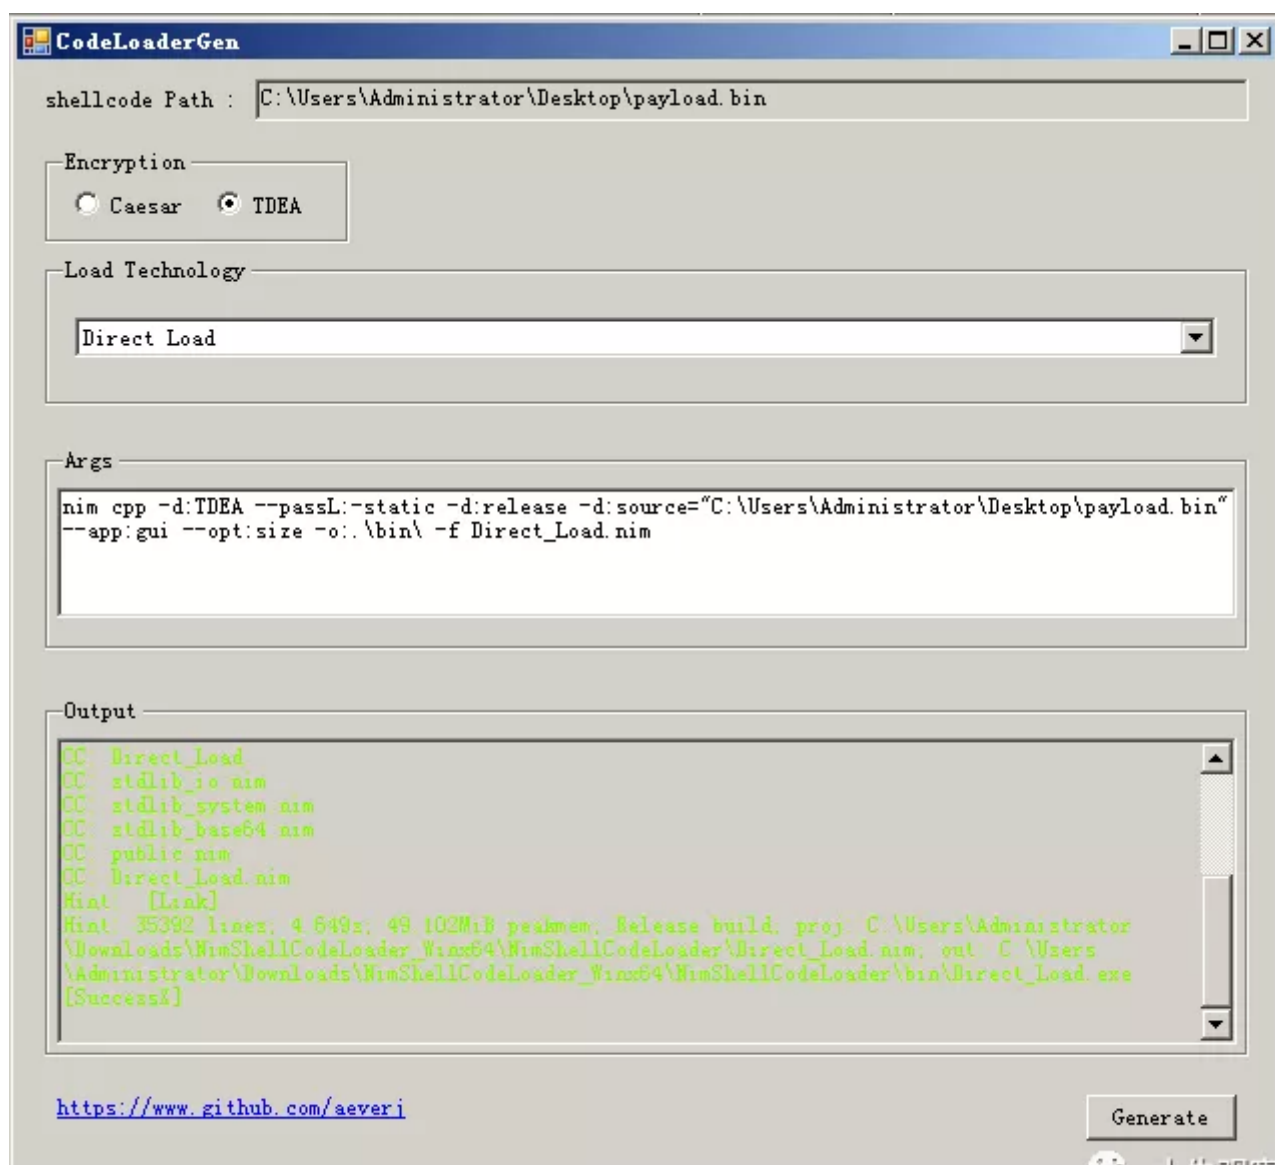 CodeLoaderGen
shellcode Path : C:\Users\Administrator\Desktop\payload.bin
Encryption
Caesar TDEA
Load Technology
Direct Load
Args
nim cpp -d:TDEA --passL:-static -d:release -d:source="C:\Users\Administrator\Desktop\payload.bin"
--app:gui --opt:size -o:.\bin\ -f Direct_Load.nim
Output
CC: Direct_Load
CC: stdlib_io.nim
CC: stdlib_system.nim
CC: stdlib_base64.nim
CC: public.nim
CC: Direct_Load.nim
Hint: [Link]
Hint: 35392 lines; 4.649s; 49.102MiB peakmem; Release build; proj: C:\Users\Administrator
\Downloads\NimShellCodeLoader_Winx64\NimShellCodeLoader\Direct_Load.nim; out: C:\Users
\Administrator\Downloads\NimShellCodeLoader_Winx64\NimShellCodeLoader\bin\Direct_Load.exe
[SuccessX]
https://www.github.com/aeverj
Generate